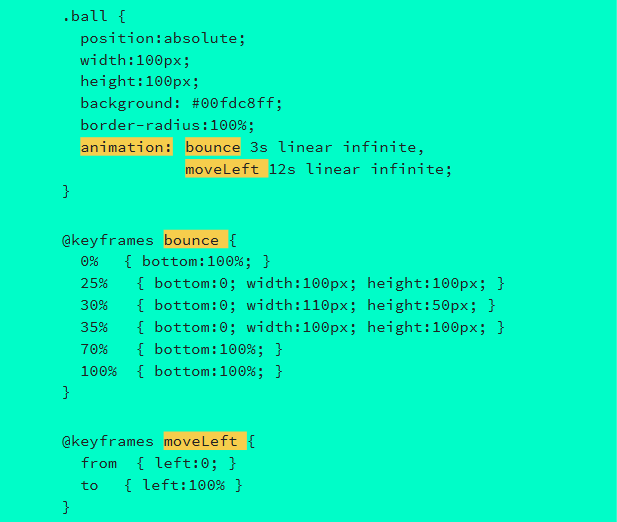 .ball {
position:absolute;
width:100px;
height:100px;
background: #00fdc8ff;
border-radius:100%;
animation: bounce 3s linear infinite,
moveLeft 12s linear infinite;
}
@keyframes bounce {
0% { bottom:100%; }
25% { bottom:0; width:100px; height:100px; }
30% { bottom:0; width:110px; height:50px; }
35% { bottom:0; width:100px; height:100px; }
70% { bottom:100%; }
100% { bottom:100%; }
}
@keyframes moveLeft {
from { left:0; }
to { left:100% }
}